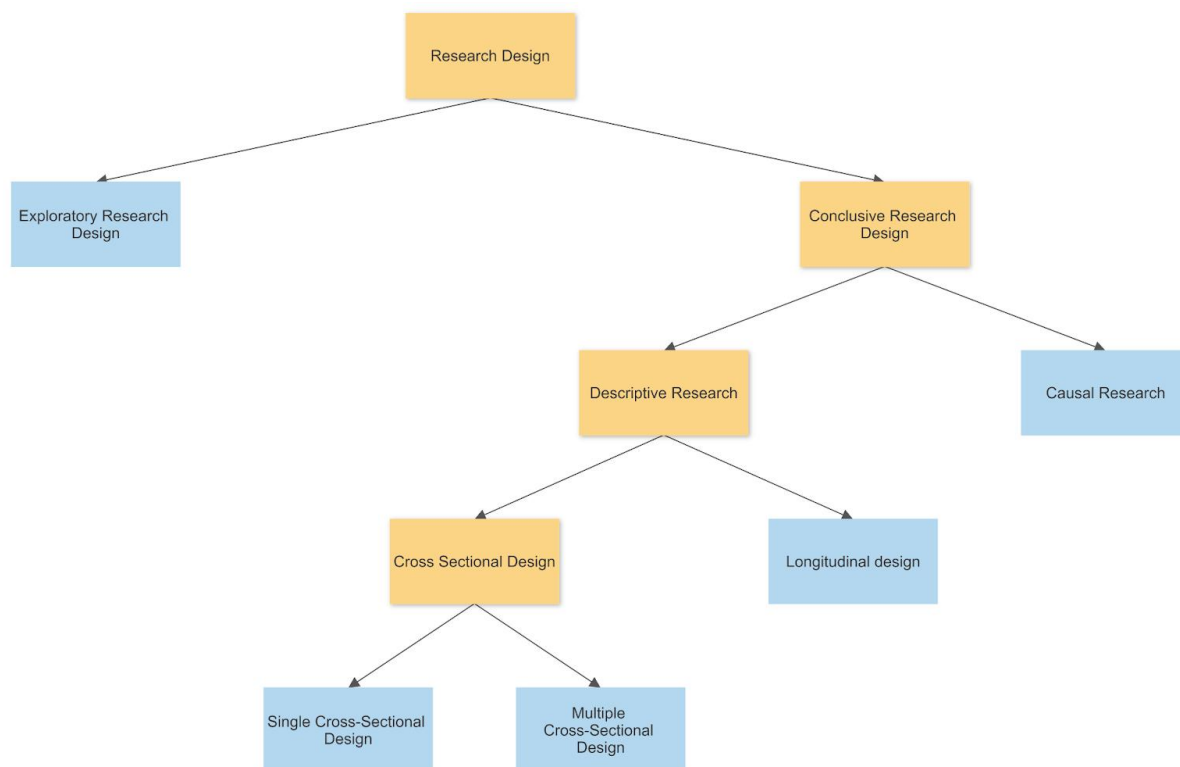 Research Design
Exploratory Research
Design
Conclusive Research
Design
Descriptive Research
Causal Research
Cross Sectional Design
Longitudinal design
Single Cross-Sectional
Design
Multiple
Cross-Sectional
Design